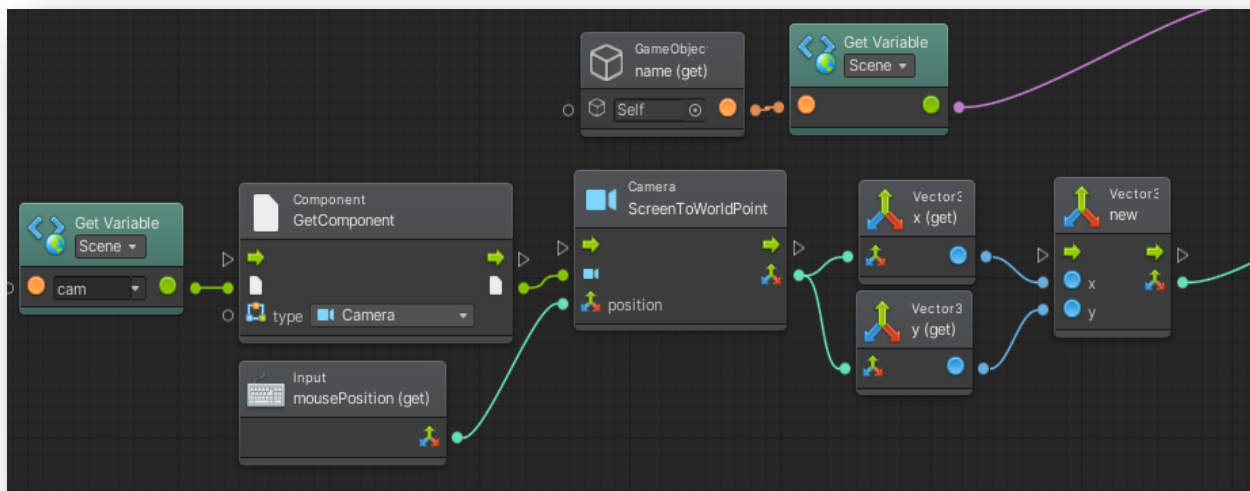 GameObjec
name (get)
Self
Get Variable
Scene
Get Variable
Scene
cam
Component
GetComponent
type Camera
Input
mousePosition (get)
Camera
ScreenToWorldPoint
position
Vector3
x (get)
Vector3
y (get)
Vector3
new
x
y